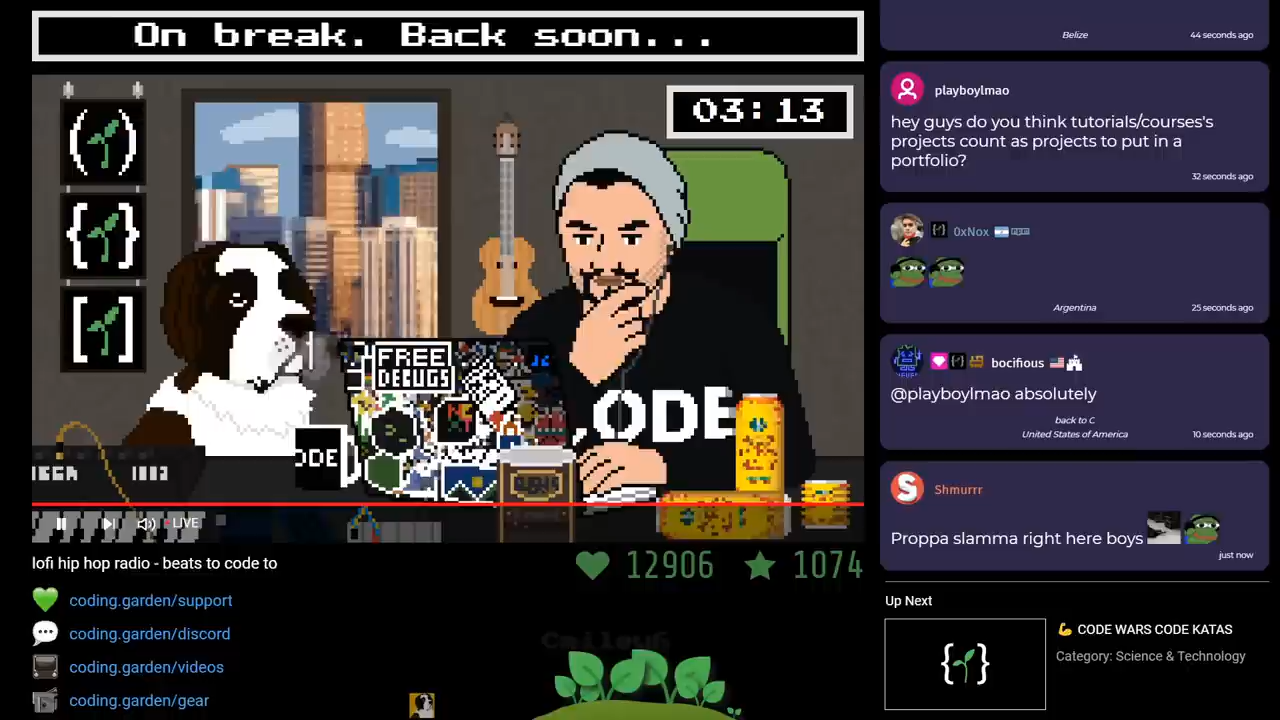 On break. Back soon...
03:13
FREE
DEBUGS
CODE
LIVE
lofi hip hop radio - beats to code to
12906
1074
coding.garden/support
coding.garden/discord
coding.garden/videos
coding.garden/gear
Belize
44 seconds ago
playboylmao
hey guys do you think tutorials/courses's
projects count as projects to put in a
portfolio?
32 seconds ago
0xNox
Argentina
25 seconds ago
bocifious
@playboylmao absolutely
back to C
United States of America
10 seconds ago
Shmurrr
Proppa slamma right here boys
just now
Up Next
💪 CODE WARS CODE KATAS
Category: Science & Technology